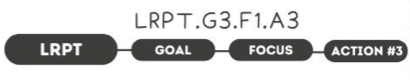 LRPT.G3.F1.A3
LRPT GOAL FOCUS ACTION #3